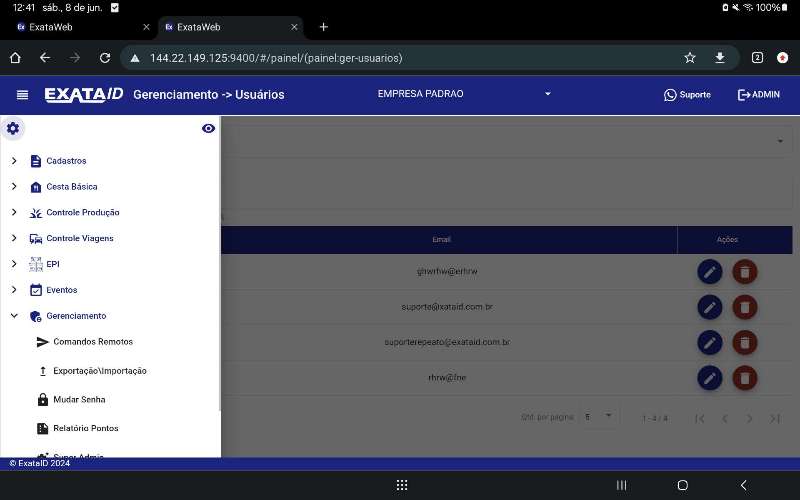 12:41 sáb., 8 de jun.
100%
ExataWeb
ExataWeb
144.22.149.125:9400/#/painel/(painel:ger-usuarios)
2
EXATAID
Gerenciamento -> Usuários
EMPRESA PADRAO
Suporte
ADMIN
Cadastros
Cesta Básica
Controle Produção
Controle Viagens
EPI
Eventos
Gerenciamento
Comandos Remotos
Exportação\Importação
Mudar Senha
Relatório Pontos
Super Admin
Email
Ações
ghwrhw@erhrw
suporte@xataid.com.br
suporterepeato@exataid.com.br
rhrw@fne
Qtd. por página:
5
1 - 4 / 4
© ExataID 2024